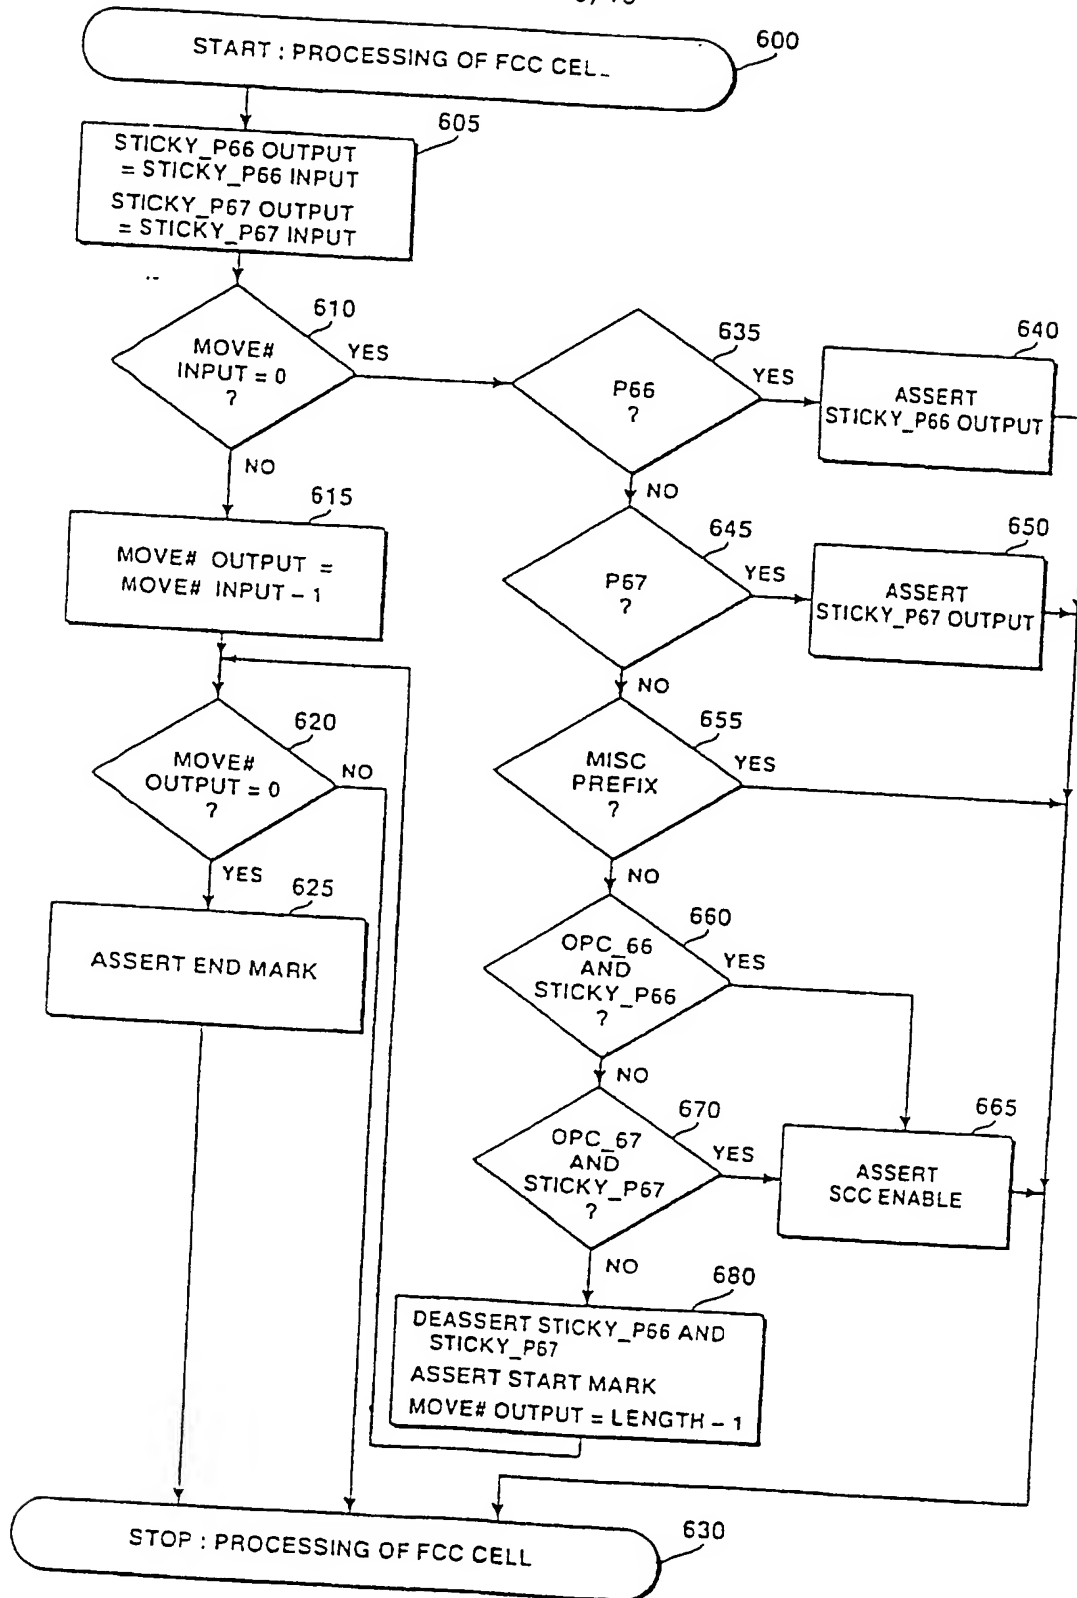 START : PROCESSING OF FCC CEL
600
605
STICKY_P66 OUTPUT
= STICKY_P66 INPUT
STICKY_P67 OUTPUT
= STICKY_P67 INPUT
610
MOVE#
INPUT = 0
?
YES
NO
635
P66
?
YES
NO
640
ASSERT
STICKY_P66 OUTPUT
615
MOVE# OUTPUT =
MOVE# INPUT – 1
645
P67
?
YES
NO
650
ASSERT
STICKY_P67 OUTPUT
620
MOVE#
OUTPUT = 0
?
NO
YES
655
MISC
PREFIX
?
YES
NO
625
ASSERT END MARK
660
OPC_66
AND
STICKY_P66
?
YES
NO
670
OPC_67
AND
STICKY_P67
?
YES
NO
665
ASSERT
SCC ENABLE
680
DEASSERT STICKY_P66 AND
STICKY_P67
ASSERT START MARK
MOVE# OUTPUT = LENGTH – 1
STOP : PROCESSING OF FCC CELL
630